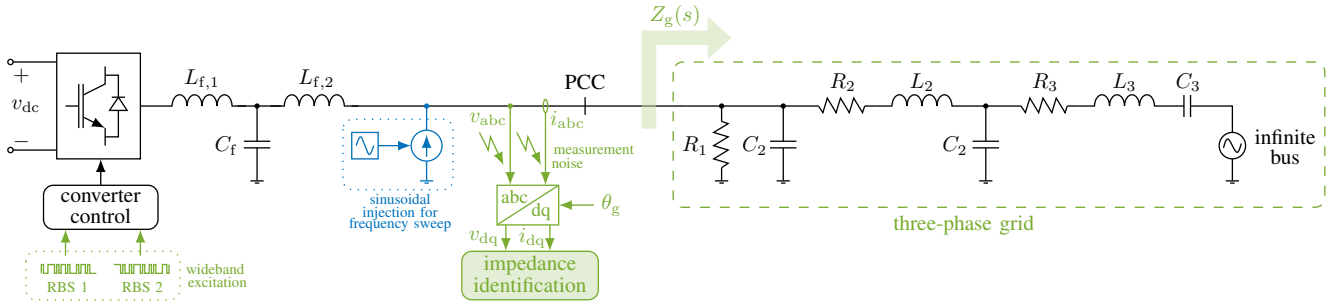 Z_g(s)
+
v_dc
−
L_f,1
L_f,2
C_f
PCC
v_abc
i_abc
measurement
noise
R_1
C_2
R_2
L_2
C_2
R_3
L_3
C_3
infinite
bus
converter
control
sinusoidal
injection for
frequency sweep
abc
dq
θ_g
three-phase grid
v_dq
i_dq
impedance
identification
RBS 1
RBS 2
wideband
excitation